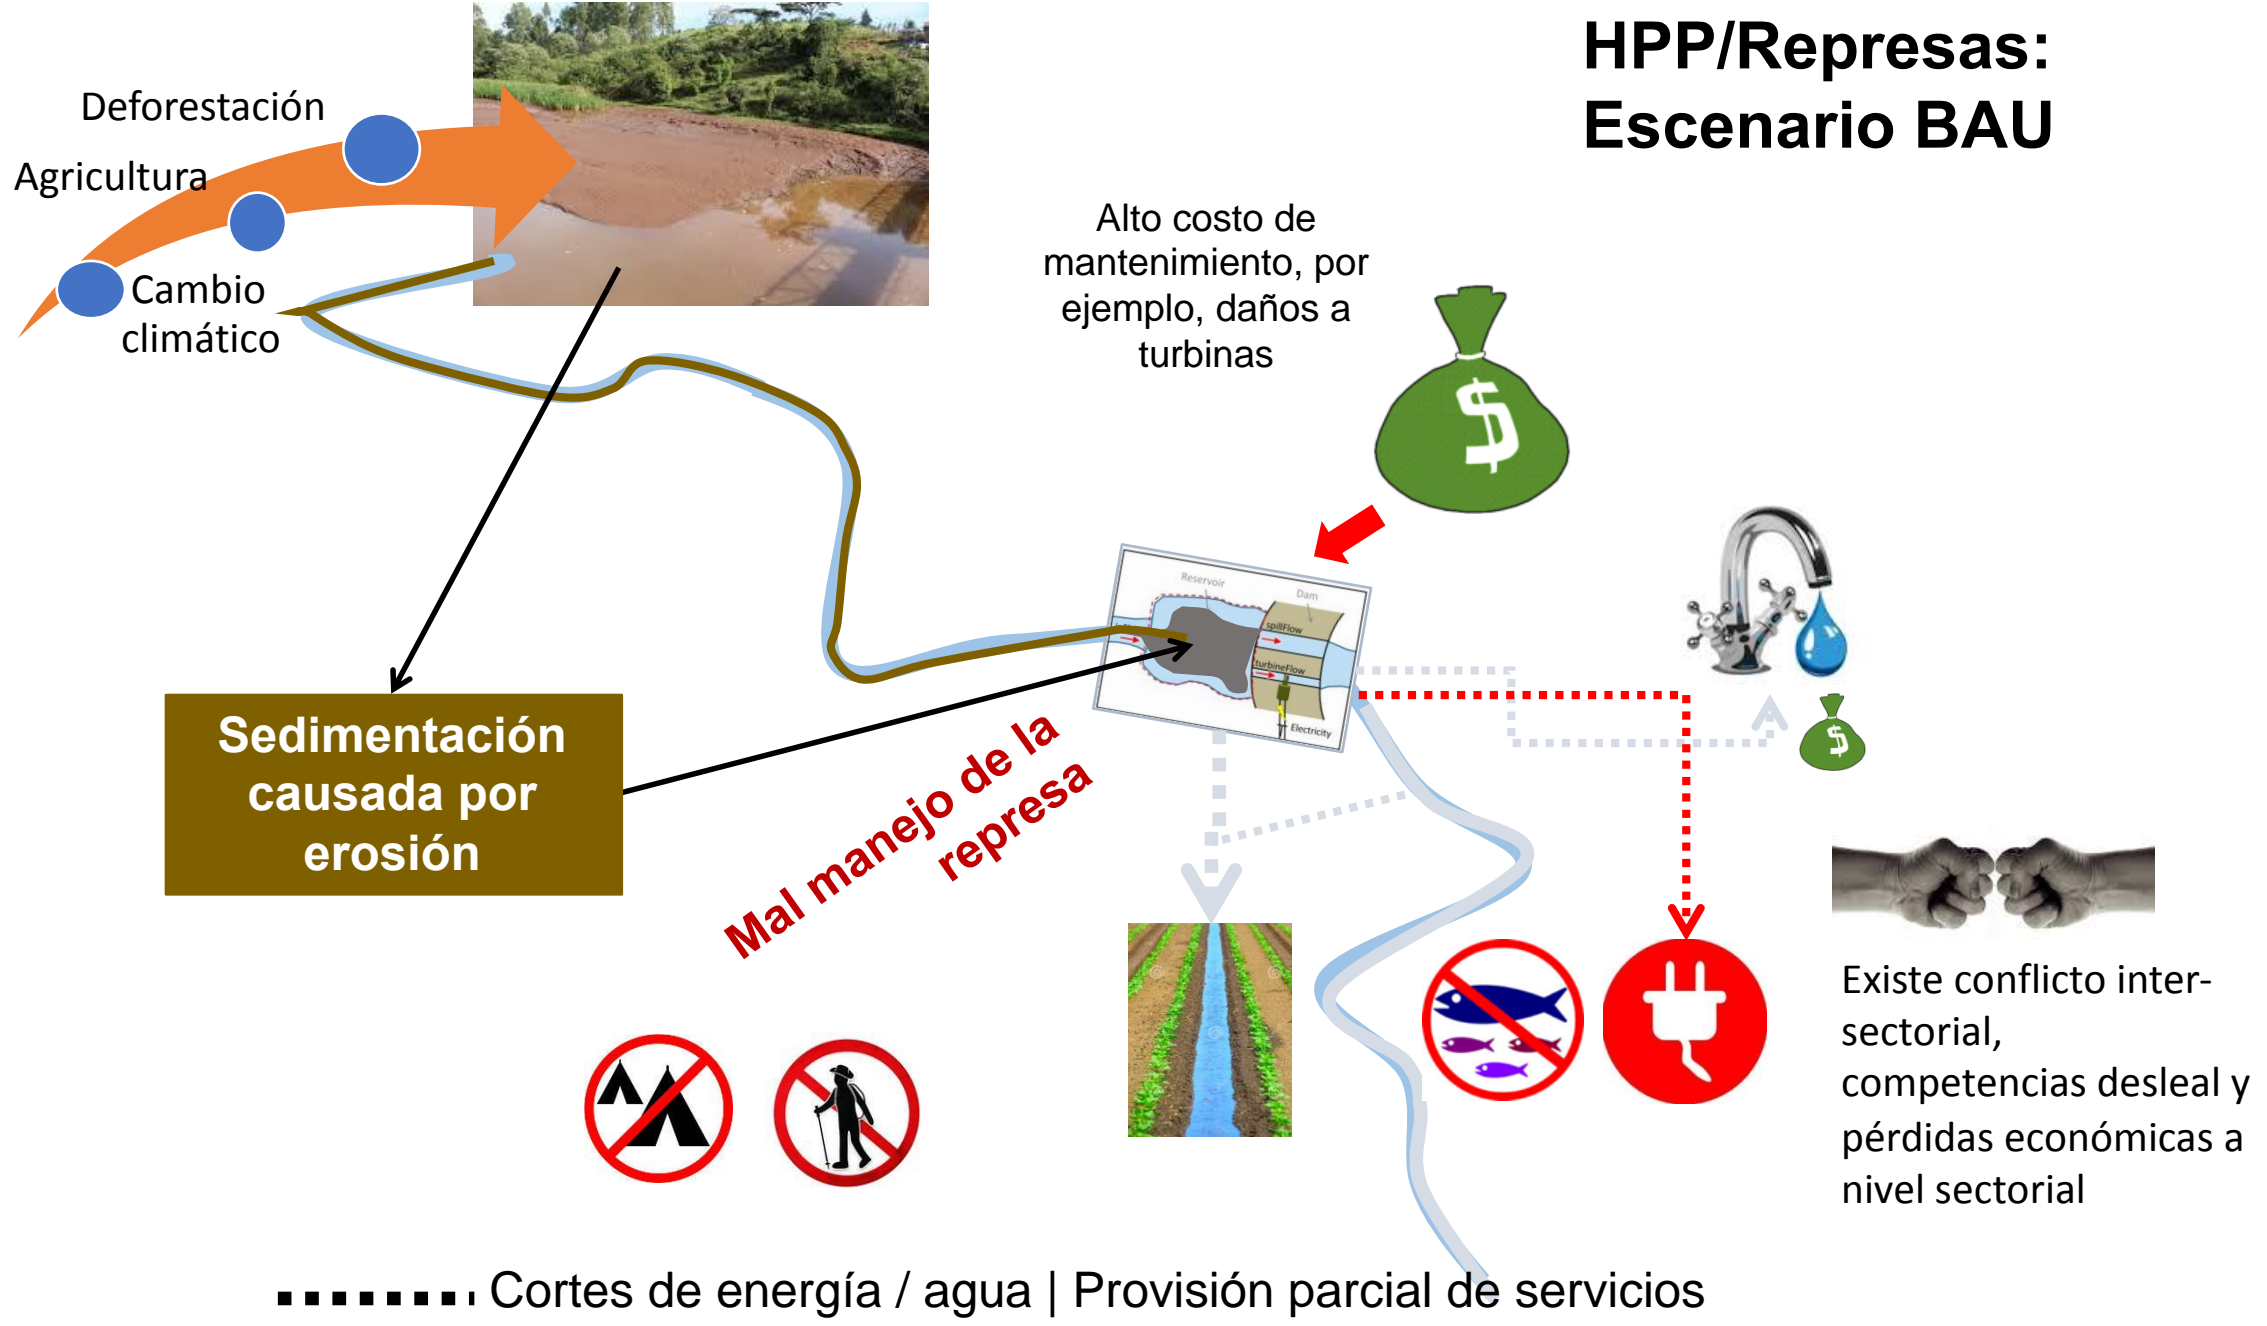 HPP/Represas:
Escenario BAU
Deforestación
Agricultura
Cambio
climático
Alto costo de
mantenimiento, por
ejemplo, daños a
turbinas
$
Reservoir
Dam
spillFlow
turbineFlow
Electricity
$
Sedimentación
causada por
erosión
Mal manejo de la
represa
Existe conflicto inter-
sectorial,
competencias desleal y
pérdidas económicas a
nivel sectorial
Cortes de energía / agua | Provisión parcial de servicios